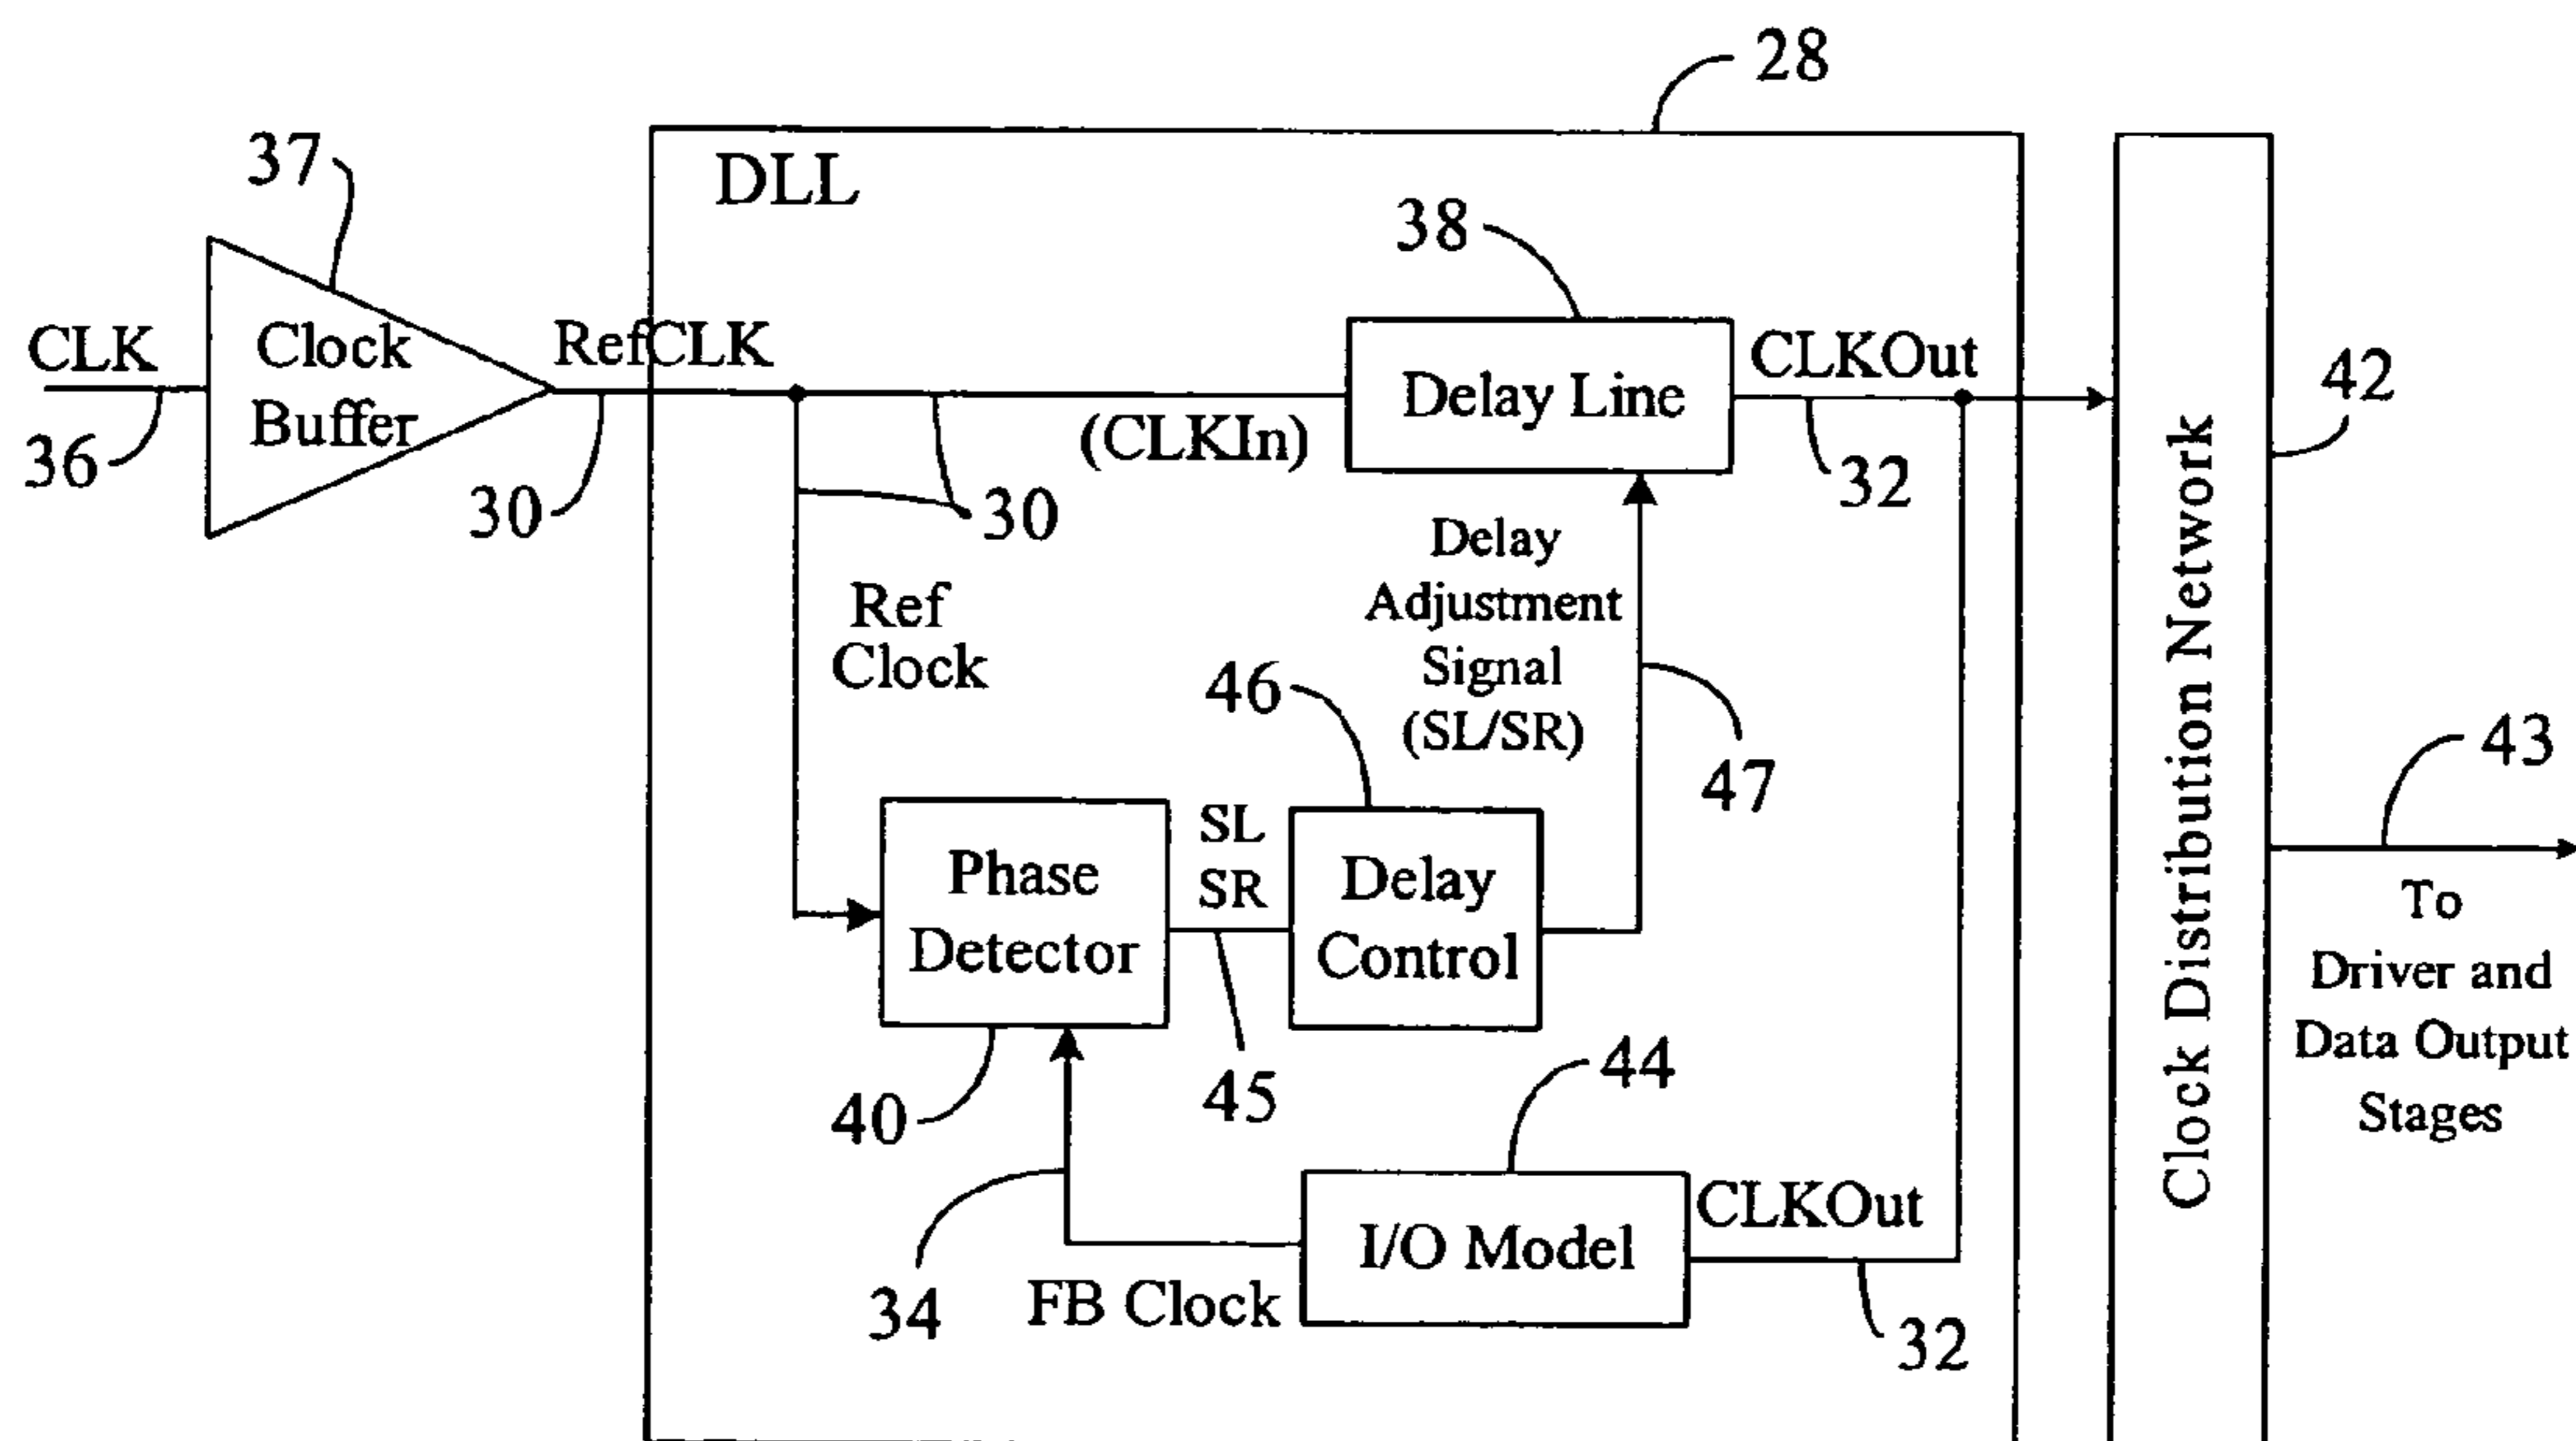 28
37
DLL
38
CLK
Clock
Buffer
RefCLK
(CLKIn)
Delay Line
CLKOut
42
36
30
30
32
Ref
Clock
Delay
Adjustment
Signal
(SL/SR)
46
47
Clock Distribution Network
43
Phase
Detector
SL
SR
Delay
Control
To
Driver and
Data Output
Stages
40
45
44
34
FB Clock
I/O Model
CLKOut
32